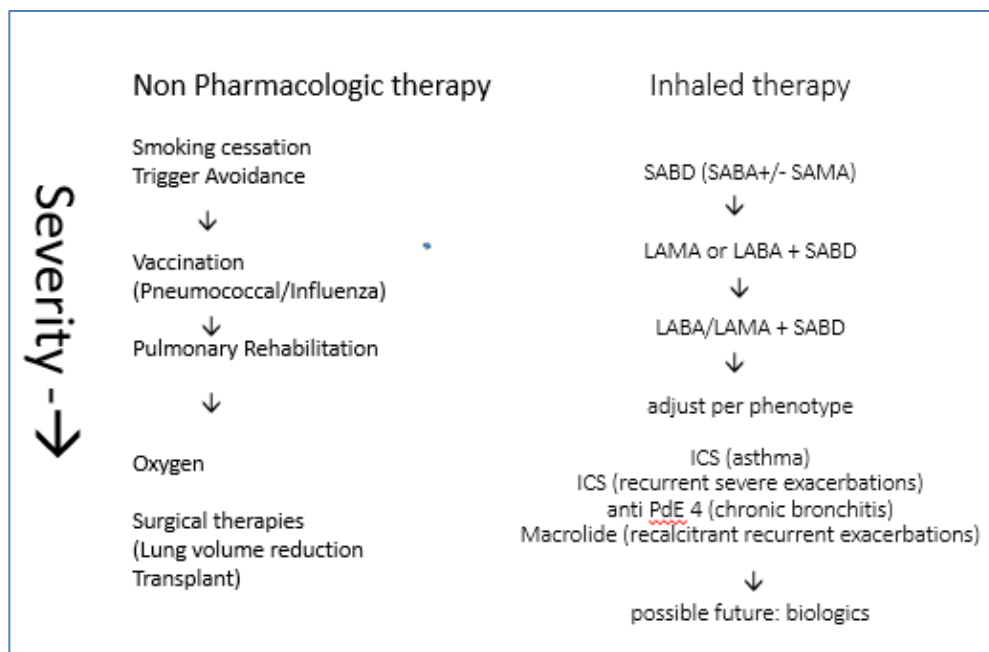 Severity -→
Non Pharmacologic therapy
Smoking cessation
Trigger Avoidance
↓
Vaccination
(Pneumococcal/Influenza)
↓
Pulmonary Rehabilitation
↓
Oxygen
Surgical therapies
(Lung volume reduction
Transplant)
Inhaled therapy
SABD (SABA+/- SAMA)
↓
LAMA or LABA + SABD
↓
LABA/LAMA + SABD
↓
adjust per phenotype
ICS (asthma)
ICS (recurrent severe exacerbations)
anti PdE 4 (chronic bronchitis)
Macrolide (recalcitrant recurrent exacerbations)
↓
possible future: biologics